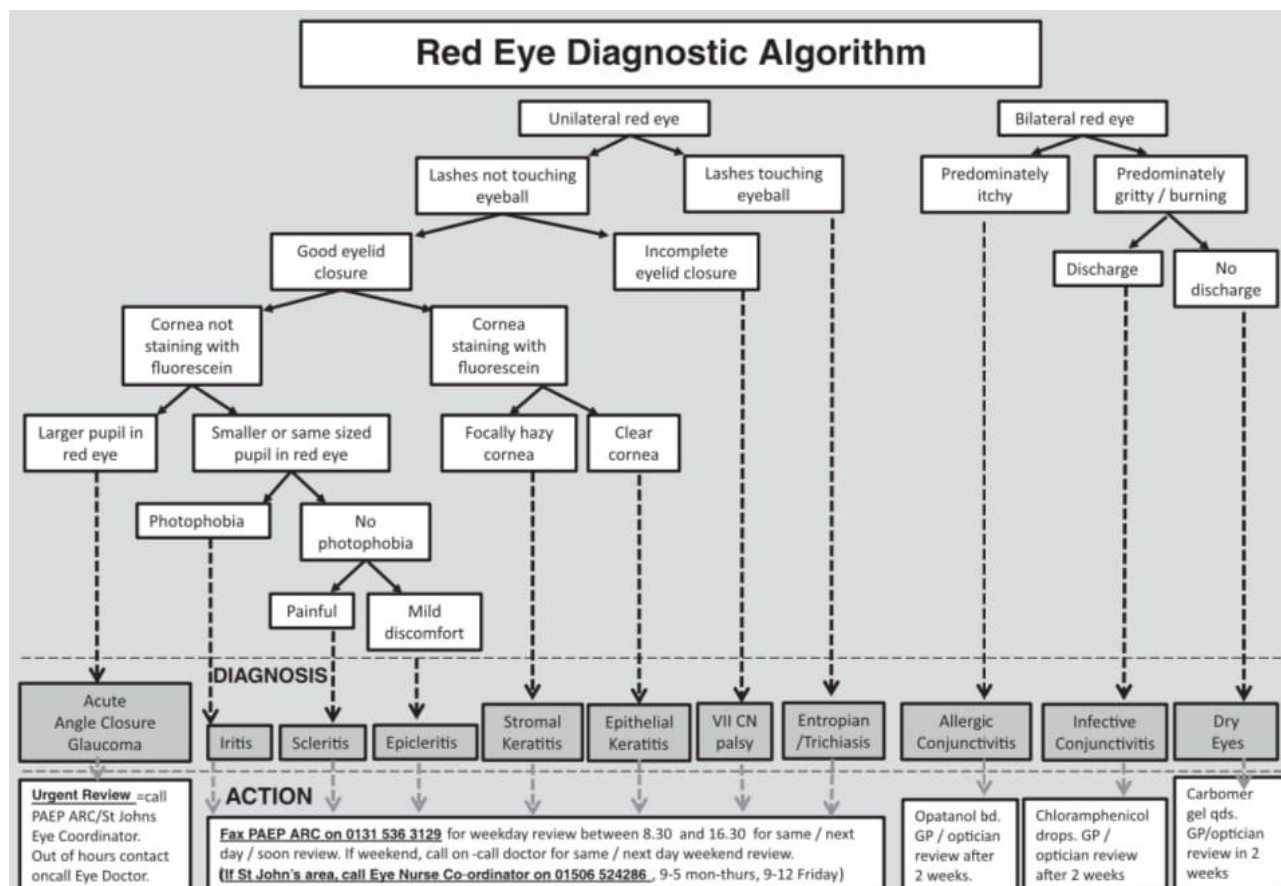 Red Eye Diagnostic Algorithm
Unilateral red eye
Bilateral red eye
Lashes not touching
eyeball
Lashes touching
eyeball
Predominately
itchy
Predominately
gritty / burning
Good eyelid
closure
Incomplete
eyelid closure
Discharge
No
discharge
Cornea not
staining with
fluorescein
Cornea
staining with
fluorescein
Larger pupil in
red eye
Smaller or same sized
pupil in red eye
Focally hazy
cornea
Clear
cornea
Photophobia
No
photophobia
Painful
Mild
discomfort
DIAGNOSIS
Acute
Angle Closure
Glaucoma
Iritis
Scleritis
Epicleritis
Stromal
Keratitis
Epithelial
Keratitis
VII CN
palsy
Entropian
/Trichiasis
Allergic
Conjunctivitis
Infective
Conjunctivitis
Dry
Eyes
ACTION
Urgent Review =call
PAEP ARC/St Johns
Eye Coordinator.
Out of hours contact
oncall Eye Doctor.
Fax PAEP ARC on 0131 536 3129 for weekday review between 8.30 and 16.30 for same / next
day / soon review. If weekend, call on -call doctor for same / next day weekend review.
(If St John's area, call Eye Nurse Co-ordinator on 01506 524286 , 9-5 mon-thurs, 9-12 Friday)
Opatanol bd.
GP / optician
review after
2 weeks.
Chloramphenicol
drops. GP /
optician review
after 2 weeks
Carbomer
gel qds.
GP/optician
review in 2
weeks